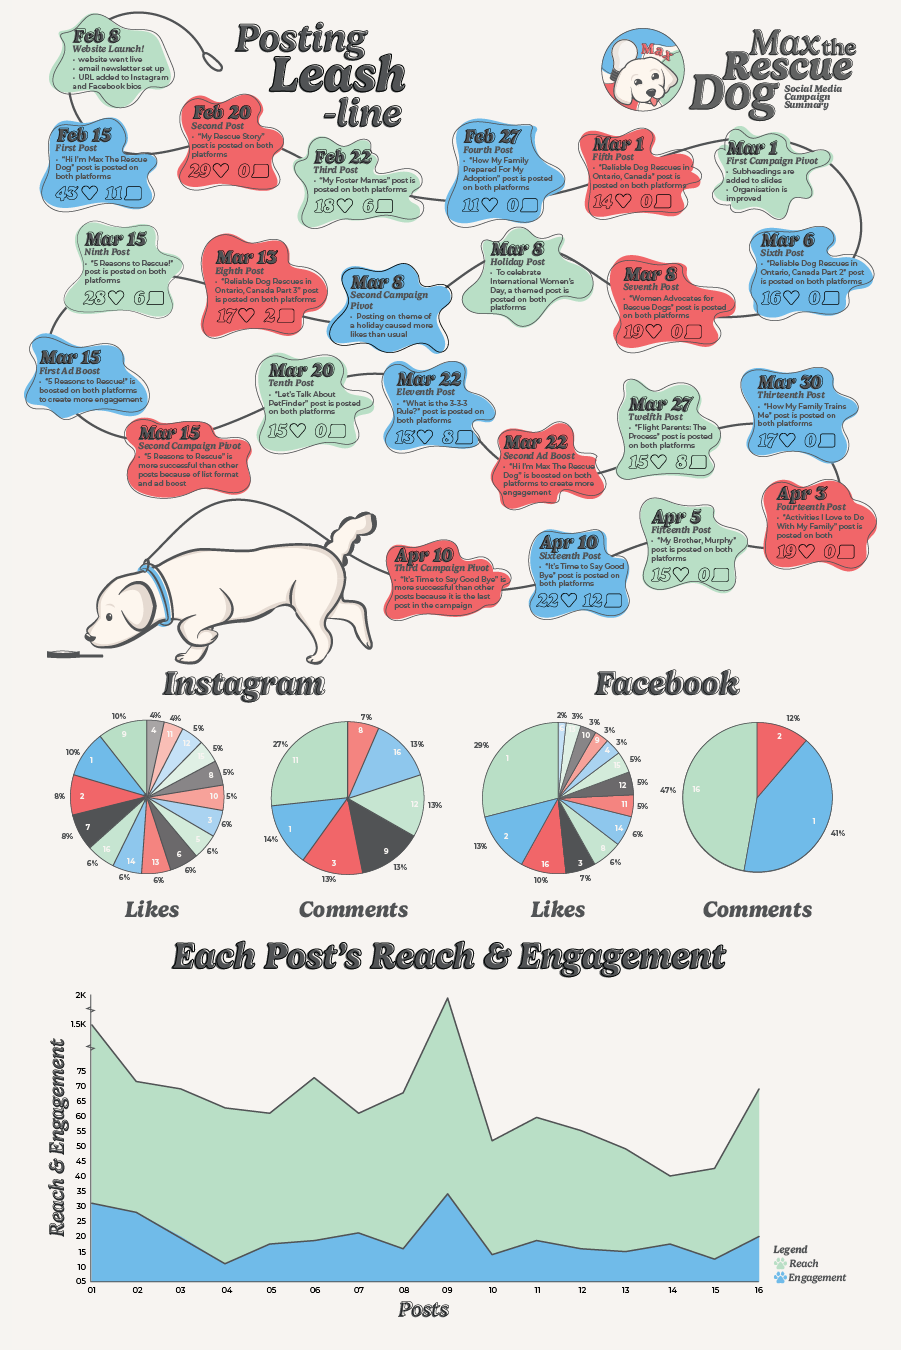 Posting
Leash
-line
Max
Max the
Rescue
Dog
Social Media
Campaign
Summary
Feb 8
Website Launch!
• website went live
• email newsletter set up
• URL added to Instagram
and Facebook bios
Feb 15
First Post
• "Hi I'm Max The Rescue
Dog" post is posted on
both platforms
43 11
Feb 20
Second Post
• "My Rescue Story"
post is posted on both
platforms
29 0
Feb 22
Third Post
• "My Foster Mamas" post is
posted on both platforms
18 6
Feb 27
Fourth Post
• "How My Family
Prepared For My
Adoption" post is posted
on both platforms
11 0
Mar 1
Fifth Post
• "Reliable Dog Rescues in
Ontario, Canada" post is
posted on both platforms
14 0
Mar 1
First Campaign Pivot
• Subheadings are
added to slides
• Organisation is
improved
Mar 6
Sixth Post
• "Reliable Dog Rescues in
Ontario, Canada Part 2" post
is posted on both platforms
16 0
Mar 8
Seventh Post
• "Women Advocates for
Rescue Dogs" post is posted
on both platforms
19 0
Mar 8
Holiday Post
• To celebrate
International Women's
Day, a themed post is
posted on both
platforms
Mar 8
Second Campaign
Pivot
• Posting on theme of
a holiday caused more
likes than usual
Mar 13
Eighth Post
• "Reliable Dog Rescues in
Ontario, Canada Part 3" post
is posted on both platforms
17 2
Mar 15
Ninth Post
• "5 Reasons to Rescue!"
post is posted on both
platforms
28 6
Mar 15
First Ad Boost
• "5 Reasons to Rescue!" is
boosted on both platforms
to create more engagement
Mar 15
Second Campaign Pivot
• "5 Reasons to Rescue" is
more successful than other
posts because of list format
and ad boost
Mar 20
Tenth Post
• "Let's Talk About
PetFinder" post is posted
on both platforms
15 0
Mar 22
Eleventh Post
• "What is the 3-3-3
Rule?" post is posted on
both platforms
13 8
Mar 22
Second Ad Boost
• "Hi I'm Max The Rescue
Dog" is boosted on both
platforms to create more
engagement
Mar 27
Twelfth Post
• "Flight Parents: The
Process" post is posted
on both platforms
15 8
Mar 30
Thirteenth Post
• "How My Family Trains
Me" post is posted on
both platforms
17 0
Apr 3
Fourteenth Post
• "Activities I Love to Do
With My Family" post is
posted on both
19 0
Apr 5
Fifteenth Post
• "My Brother, Murphy"
post is posted on both
platforms
15 0
Apr 10
Sixteenth Post
• "It's Time to Say Good
Bye" post is posted on
both platforms
22 12
Apr 10
Third Campaign Pivot
• "It's Time to Say Good Bye" is
more successful than other
posts because it is the last
post in the campaign
Instagram
10% 4% 4% 5% 5% 5% 5% 6% 6% 6% 6% 6% 6% 8% 8% 10%
9 4 11 12 8 10 3 6 13 14 7 2 1
Likes
27% 7% 13% 13% 13% 13% 14%
11 8 16 12 9 3 1
Comments
Facebook
29% 2% 3% 3% 3% 3% 5% 5% 5% 6% 6% 7% 10% 13%
1 10 9 4 12 11 14 8 3 16 2
Likes
12% 41% 47%
2 1 16
Comments
Each Post's Reach & Engagement
Reach & Engagement
2K
1.5K
75
70
65
60
55
50
45
40
35
30
25
20
15
10
05
01 02 03 04 05 06 07 08 09 10 11 12 13 14 15 16
Posts
Legend
Reach
Engagement